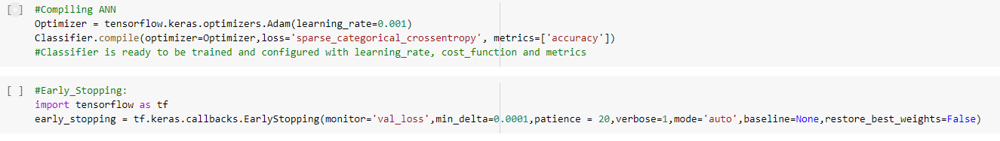 [ ] #Compiling ANN
Optimizer = tensorflow.keras.optimizers.Adam(learning_rate=0.001)
Classifier.compile(optimizer=Optimizer,loss='sparse_categorical_crossentropy', metrics=['accuracy'])
#Classifier is ready to be trained and configured with learning_rate, cost_function and metrics
[ ] #Early_Stopping:
import tensorflow as tf
early_stopping = tf.keras.callbacks.EarlyStopping(monitor='val_loss',min_delta=0.0001,patience = 20,verbose=1,mode='auto',baseline=None,restore_best_weights=False)